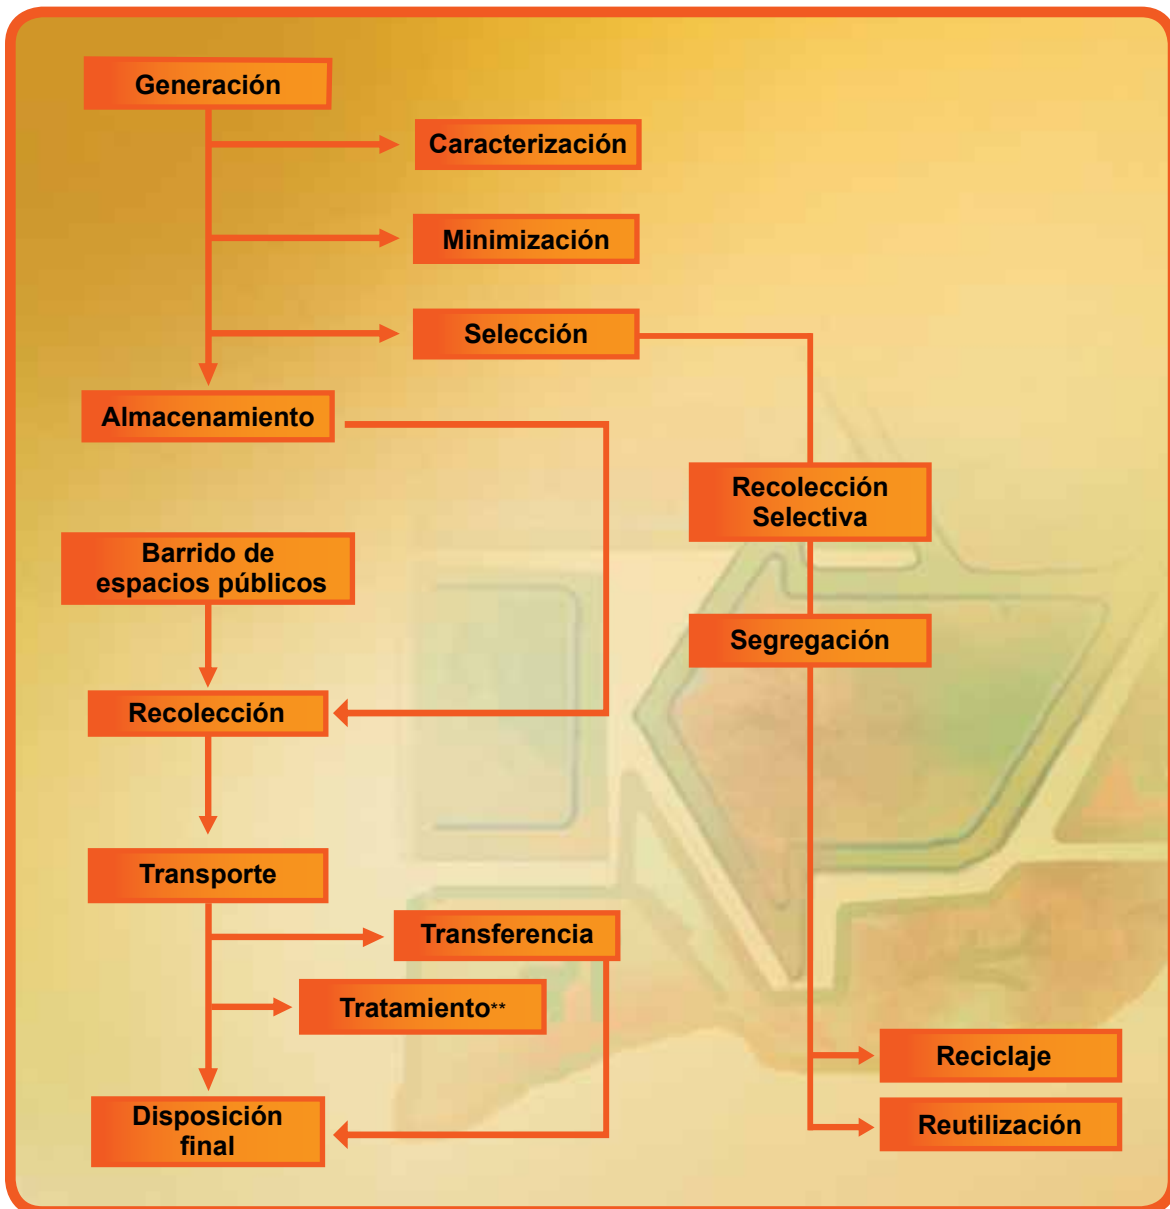 Generación
Caracterización
Minimización
Selección
Almacenamiento
Recolección
Selectiva
Barrido de
espacios públicos
Segregación
Recolección
Transporte
Transferencia
Tratamiento**
Reciclaje
Disposición
final
Reutilización